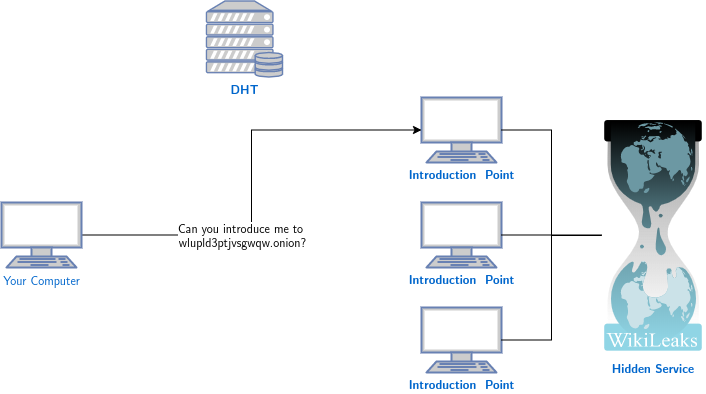 DHT
Introduction Point
Can you introduce me to
wlupld3ptjvsgwqw.onion?
Your Computer
Introduction Point
WikiLeaks
Hidden Service
Introduction Point